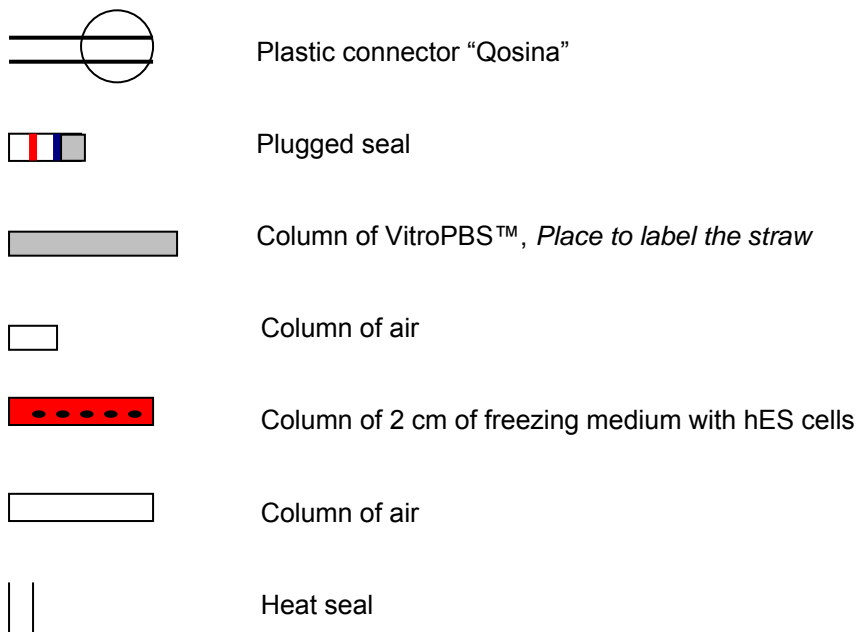 Plastic connector “Qosina”
Plugged seal
Column of VitroPBS™, Place to label the straw
Column of air
Column of 2 cm of freezing medium with hES cells
Column of air
Heat seal